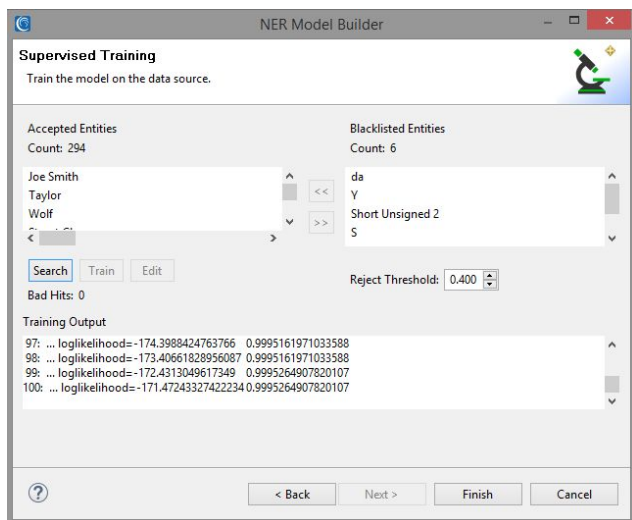 NER Model Builder
Supervised Training
Train the model on the data source.
Accepted Entities
Count: 294
Joe Smith
Taylor
Wolf
<<
>>
Blacklisted Entities
Count: 6
da
Y
Short Unsigned 2
S
Search Train Edit
Bad Hits: 0
Reject Threshold: 0.400
Training Output
97: ... loglikelihood=-174.3988424763766 0.9995161971033588
98: ... loglikelihood=-173.40661828956087 0.9995161971033588
99: ... loglikelihood=-172.4313049617349 0.9995264907820107
100: ... loglikelihood=-171.47243327422234 0.9995264907820107
? < Back Next > Finish Cancel